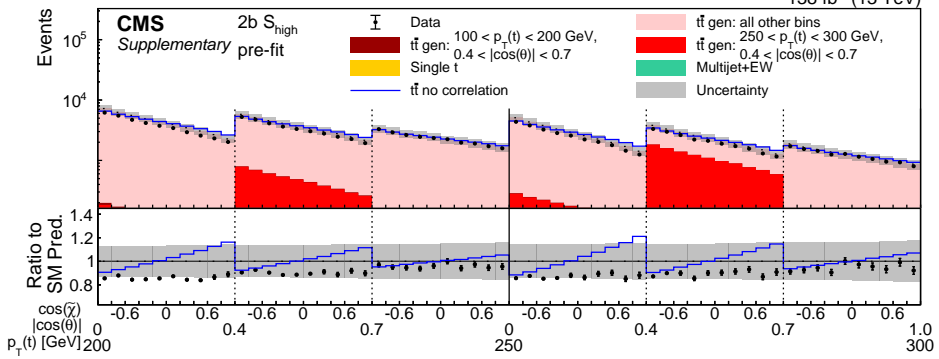 138 fb⁻¹ (13 TeV)
CMS
Supplementary
2b S_high
pre-fit
Data
tt̄ gen: 100 < p_T(t) < 200 GeV,
0.4 < |cos(θ)| < 0.7
Single t
tt̄ no correlation
tt̄ gen: all other bins
tt̄ gen: 250 < p_T(t) < 300 GeV,
0.4 < |cos(θ)| < 0.7
Multijet+EW
Uncertainty
Events
10⁵
10⁴
Ratio to
SM Pred.
1.4
1.2
1
0.8
cos(χ̃) -0.6 0 0.6 -0.6 0 0.6 -0.6 0 0.6 -0.6 0 0.6 -0.6 0 0.6 -0.6 0 0.6
|cos(θ)| 0 0.4 0.7 0 0.4 0.7 1.0
p_T(t) [GeV] 200 250 300